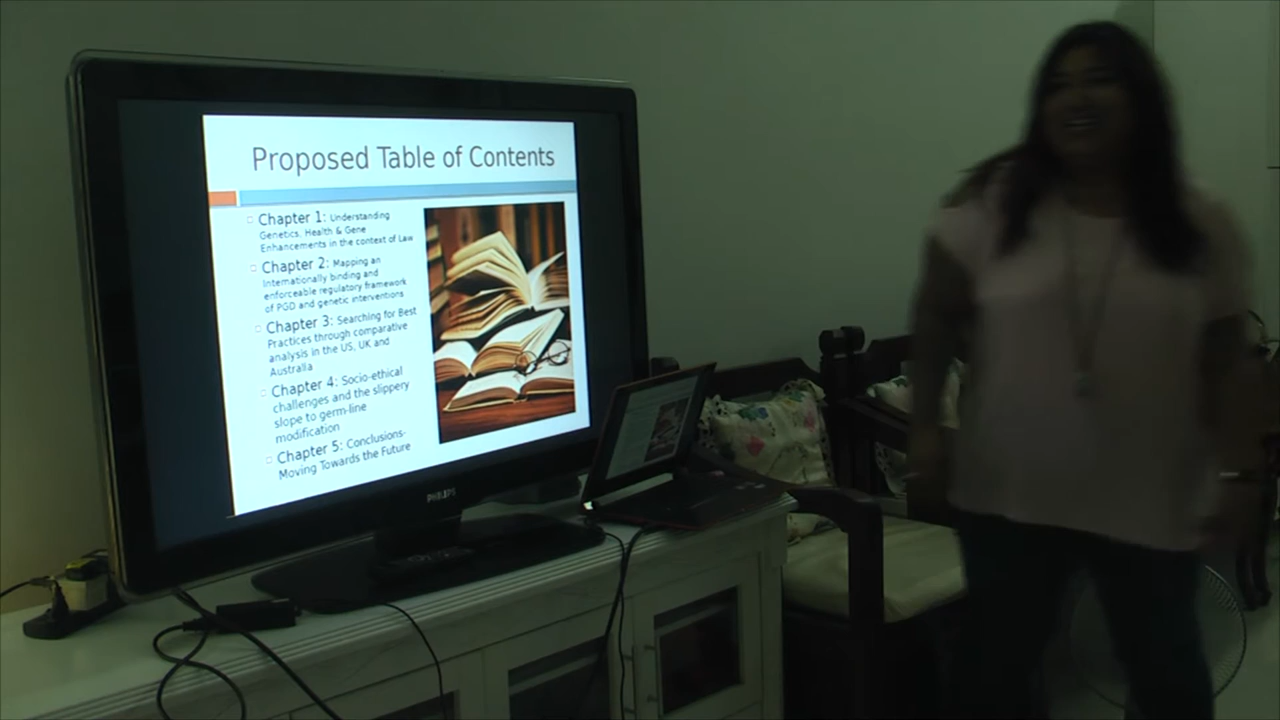 Proposed Table of Contents
Chapter 1: Understanding
Genetics, Health & Gene
Enhancements in the context of Law
Chapter 2: Mapping an
Internationally binding and
enforceable regulatory framework
of PGD and genetic interventions
Chapter 3: Searching for Best
Practices through comparative
analysis in the US, UK and
Australia
Chapter 4: Socio-ethical
challenges and the slippery
slope to germ-line
modification
Chapter 5: Conclusions-
Moving Towards the Future
PHILIPS